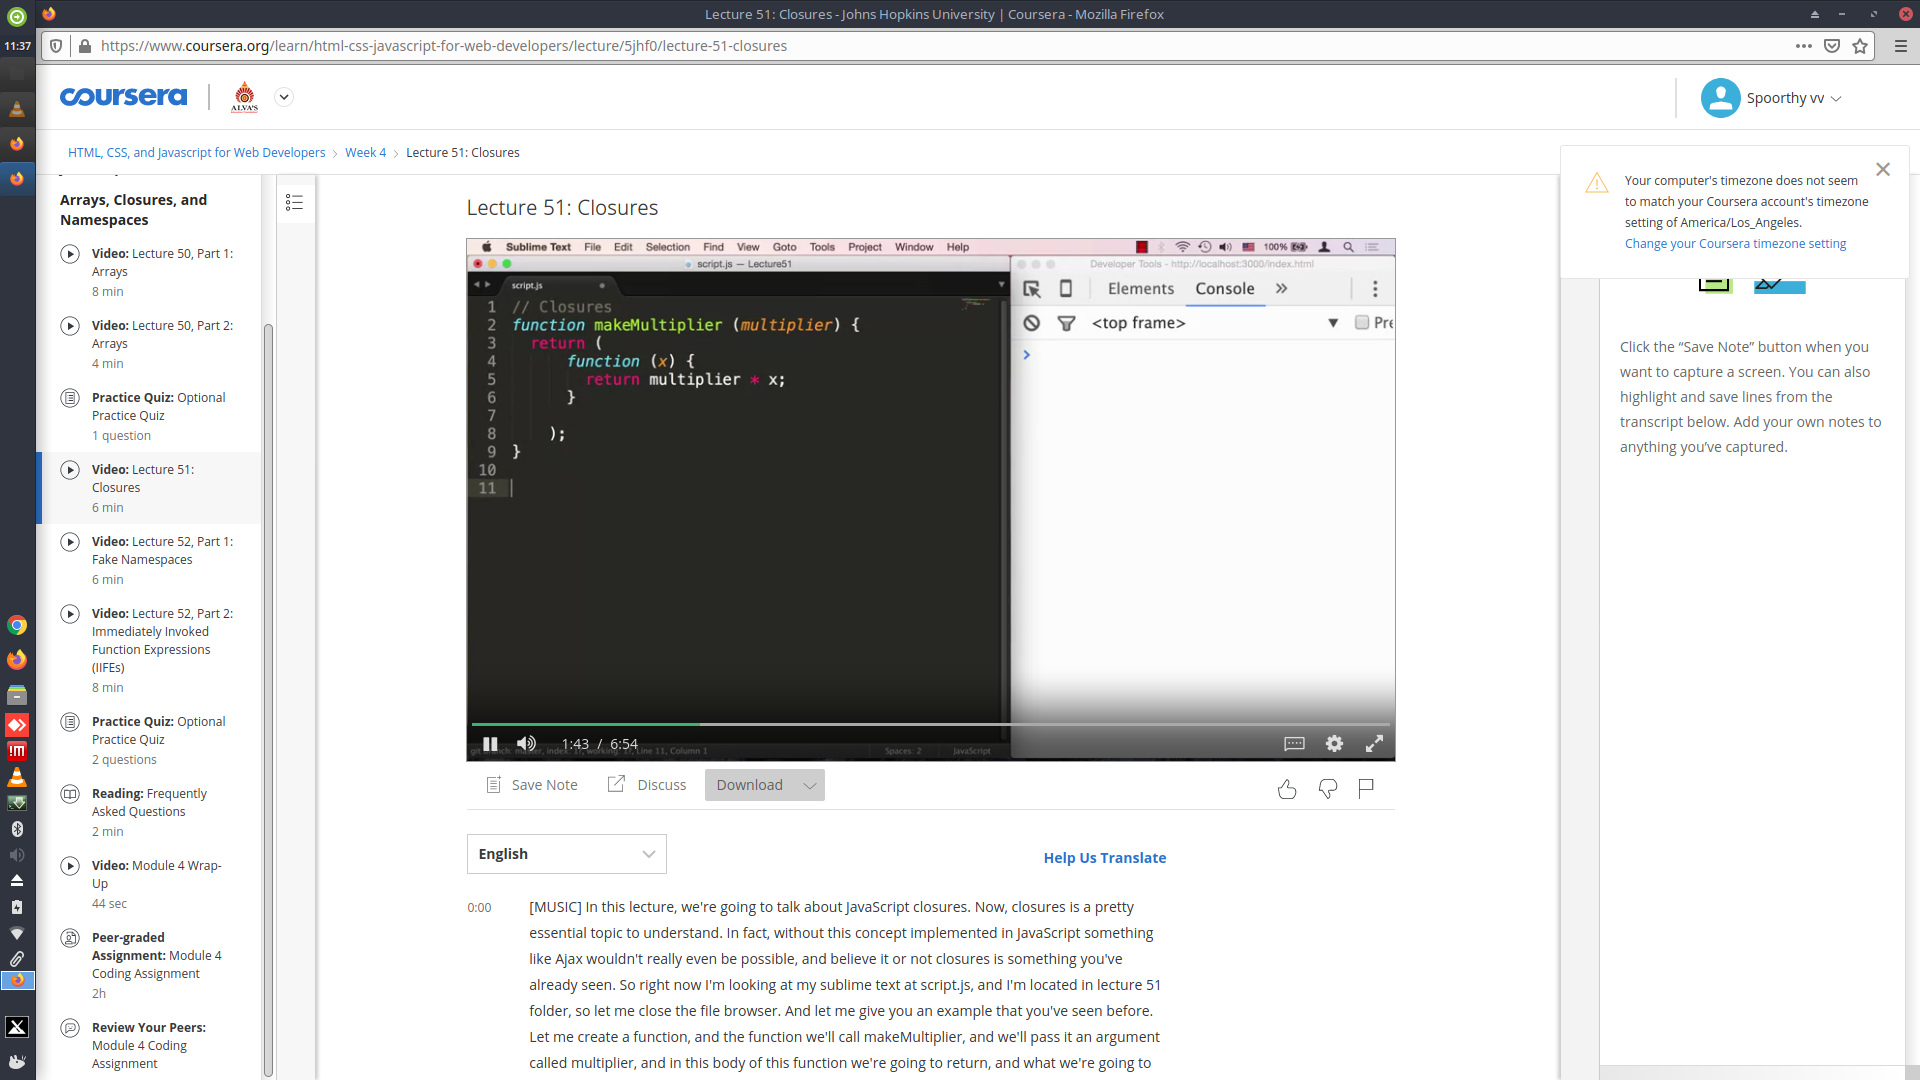 Lecture 51: Closures - Johns Hopkins University | Coursera - Mozilla Firefox
11:37
https://www.coursera.org/learn/html-css-javascript-for-web-developers/lecture/5jhf0/lecture-51-closures
coursera
ALVA'S
Spoorthy vv
HTML, CSS, and Javascript for Web Developers
Week 4
Lecture 51: Closures
Your computer's timezone does not seem
to match your Coursera account's timezone
setting of America/Los_Angeles.
Change your Coursera timezone setting
Arrays, Closures, and
Namespaces
Video: Lecture 50, Part 1:
Arrays
8 min
Video: Lecture 50, Part 2:
Arrays
4 min
Practice Quiz: Optional
Practice Quiz
1 question
Video: Lecture 51:
Closures
6 min
Video: Lecture 52, Part 1:
Fake Namespaces
6 min
Video: Lecture 52, Part 2:
Immediately Invoked
Function Expressions
(IIFEs)
8 min
Practice Quiz: Optional
Practice Quiz
2 questions
Reading: Frequently
Asked Questions
2 min
Video: Module 4 Wrap-
Up
44 sec
Peer-graded
Assignment: Module 4
Coding Assignment
2h
Review Your Peers:
Module 4 Coding
Assignment
Lecture 51: Closures
Sublime Text File Edit Selection Find View Goto Tools Project Window Help 100%
script.js — Lecture51
script.js
1 // Closures
2 function makeMultiplier (multiplier) {
3 return (
4 function (x) {
5 return multiplier * x;
6 }
7
8 );
9 }
10
11
Line 11, Column 1
Spaces: 2
JavaScript
Developer Tools - http://localhost:3000/index.html
Elements Console
<top frame>
Pre
1:43 / 6:54
Save Note
Discuss
Download
English
Help Us Translate
0:00
[MUSIC] In this lecture, we're going to talk about JavaScript closures. Now, closures is a pretty
essential topic to understand. In fact, without this concept implemented in JavaScript something
like Ajax wouldn't really even be possible, and believe it or not closures is something you've
already seen. So right now I'm looking at my sublime text at script.js, and I'm located in lecture 51
folder, so let me close the file browser. And let me give you an example that you've seen before.
Let me create a function, and the function we'll call makeMultiplier, and we'll pass it an argument
called multiplier, and in this body of this function we're going to return, and what we're going to
Click the “Save Note” button when you
want to capture a screen. You can also
highlight and save lines from the
transcript below. Add your own notes to
anything you’ve captured.